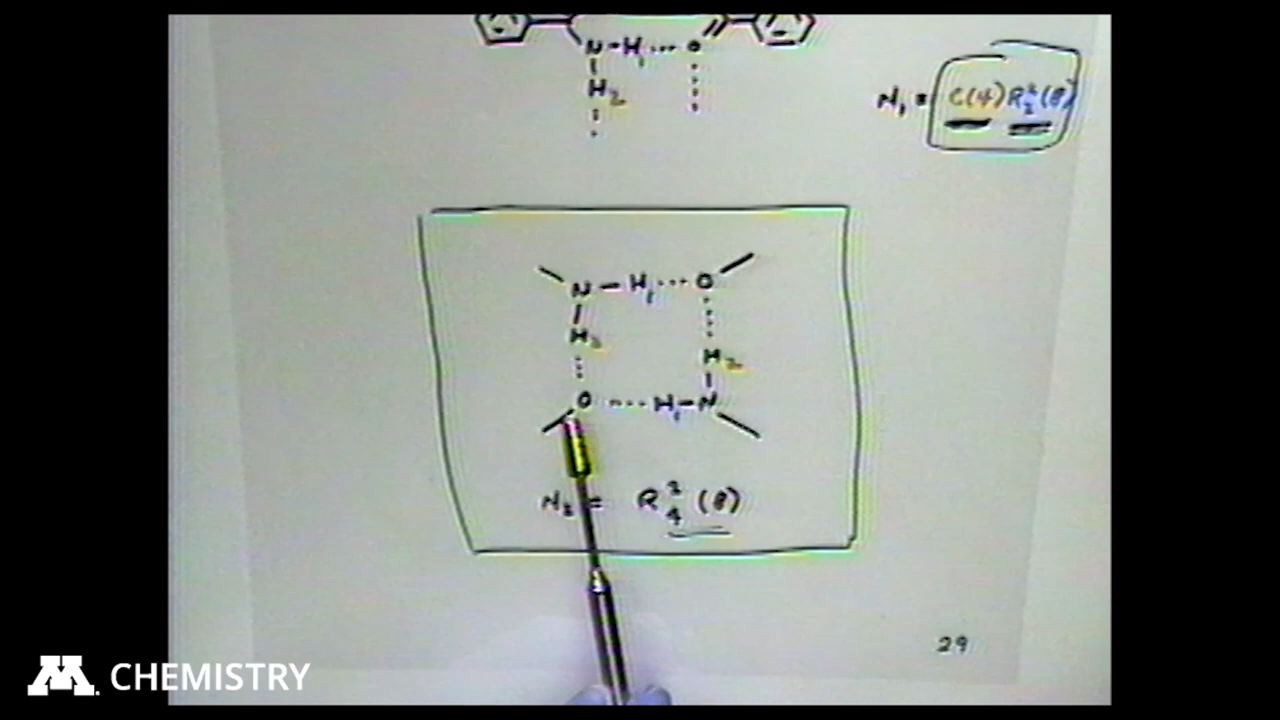 N-H₁···O
H₂
N₁ = C(4)R²₂(8)
N-H₁···O
H₂
H₂
O···H₁-N
N₂ = R²₄(8)
29
M. CHEMISTRY